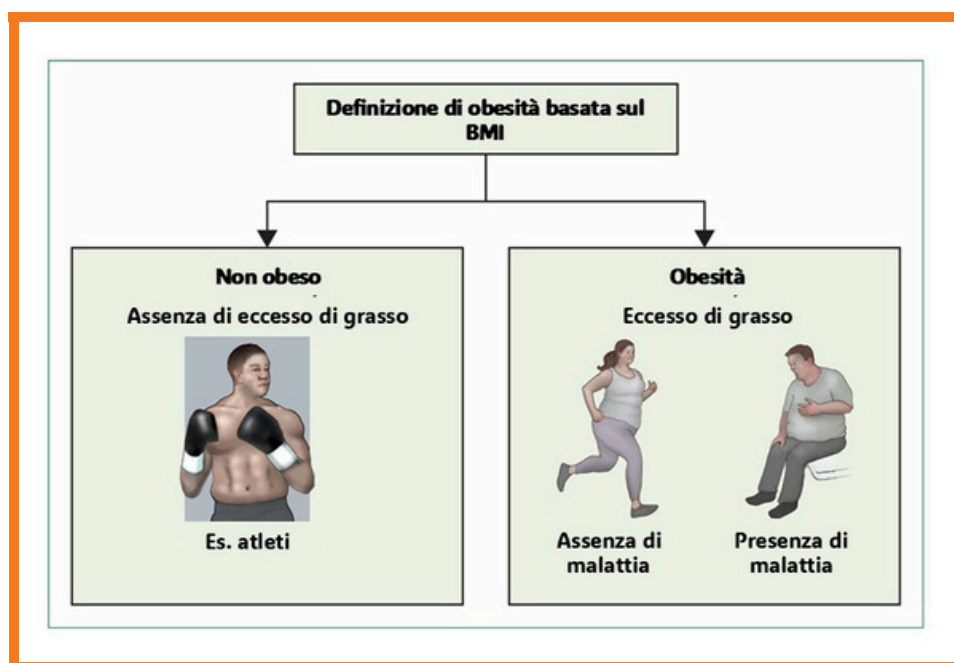 Definizione di obesità basata sul
BMI
Non obeso
Assenza di eccesso di grasso
Es. atleti
Obesità
Eccesso di grasso
Assenza di
malattia
Presenza di
malattia